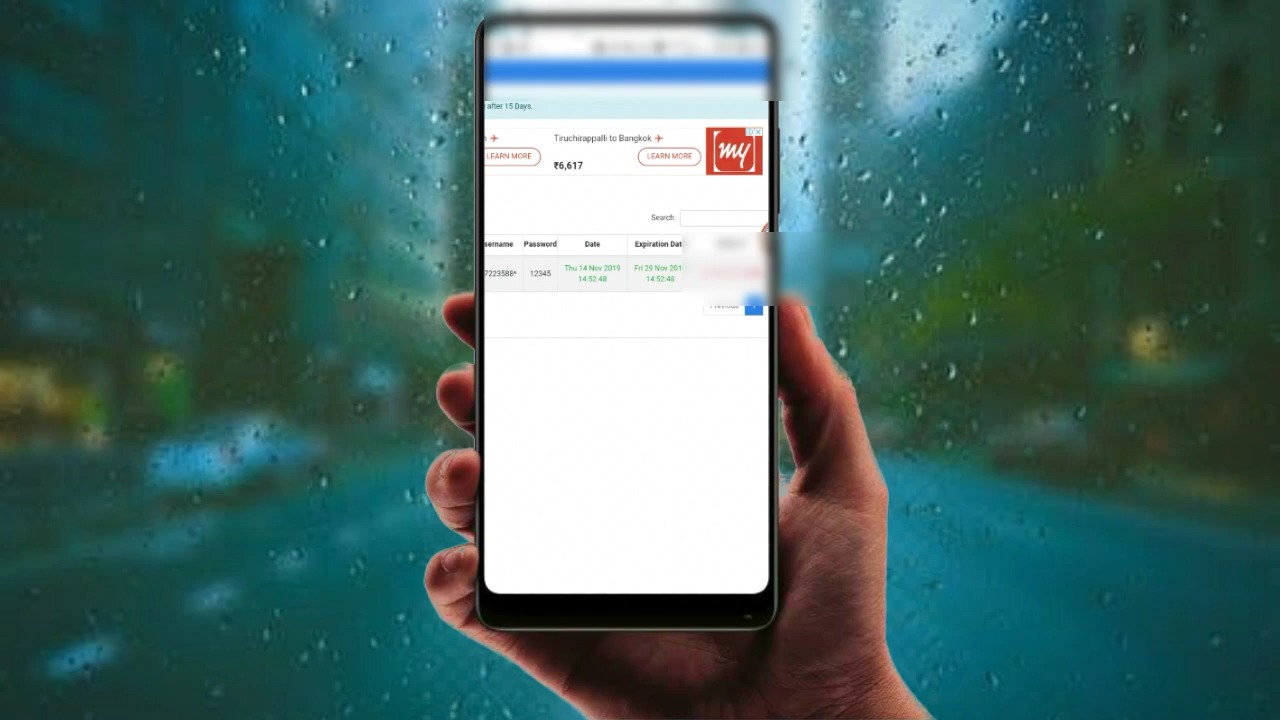 after 15 Days.
Tiruchirappalli to Bangkok
LEARN MORE
₹6,617
LEARN MORE
my
Search:
sername Password Date Expiration Dat
7223588* 12345 Thu 14 Nov 2019 Fri 29 Nov 201
14:52:48 14:52:48